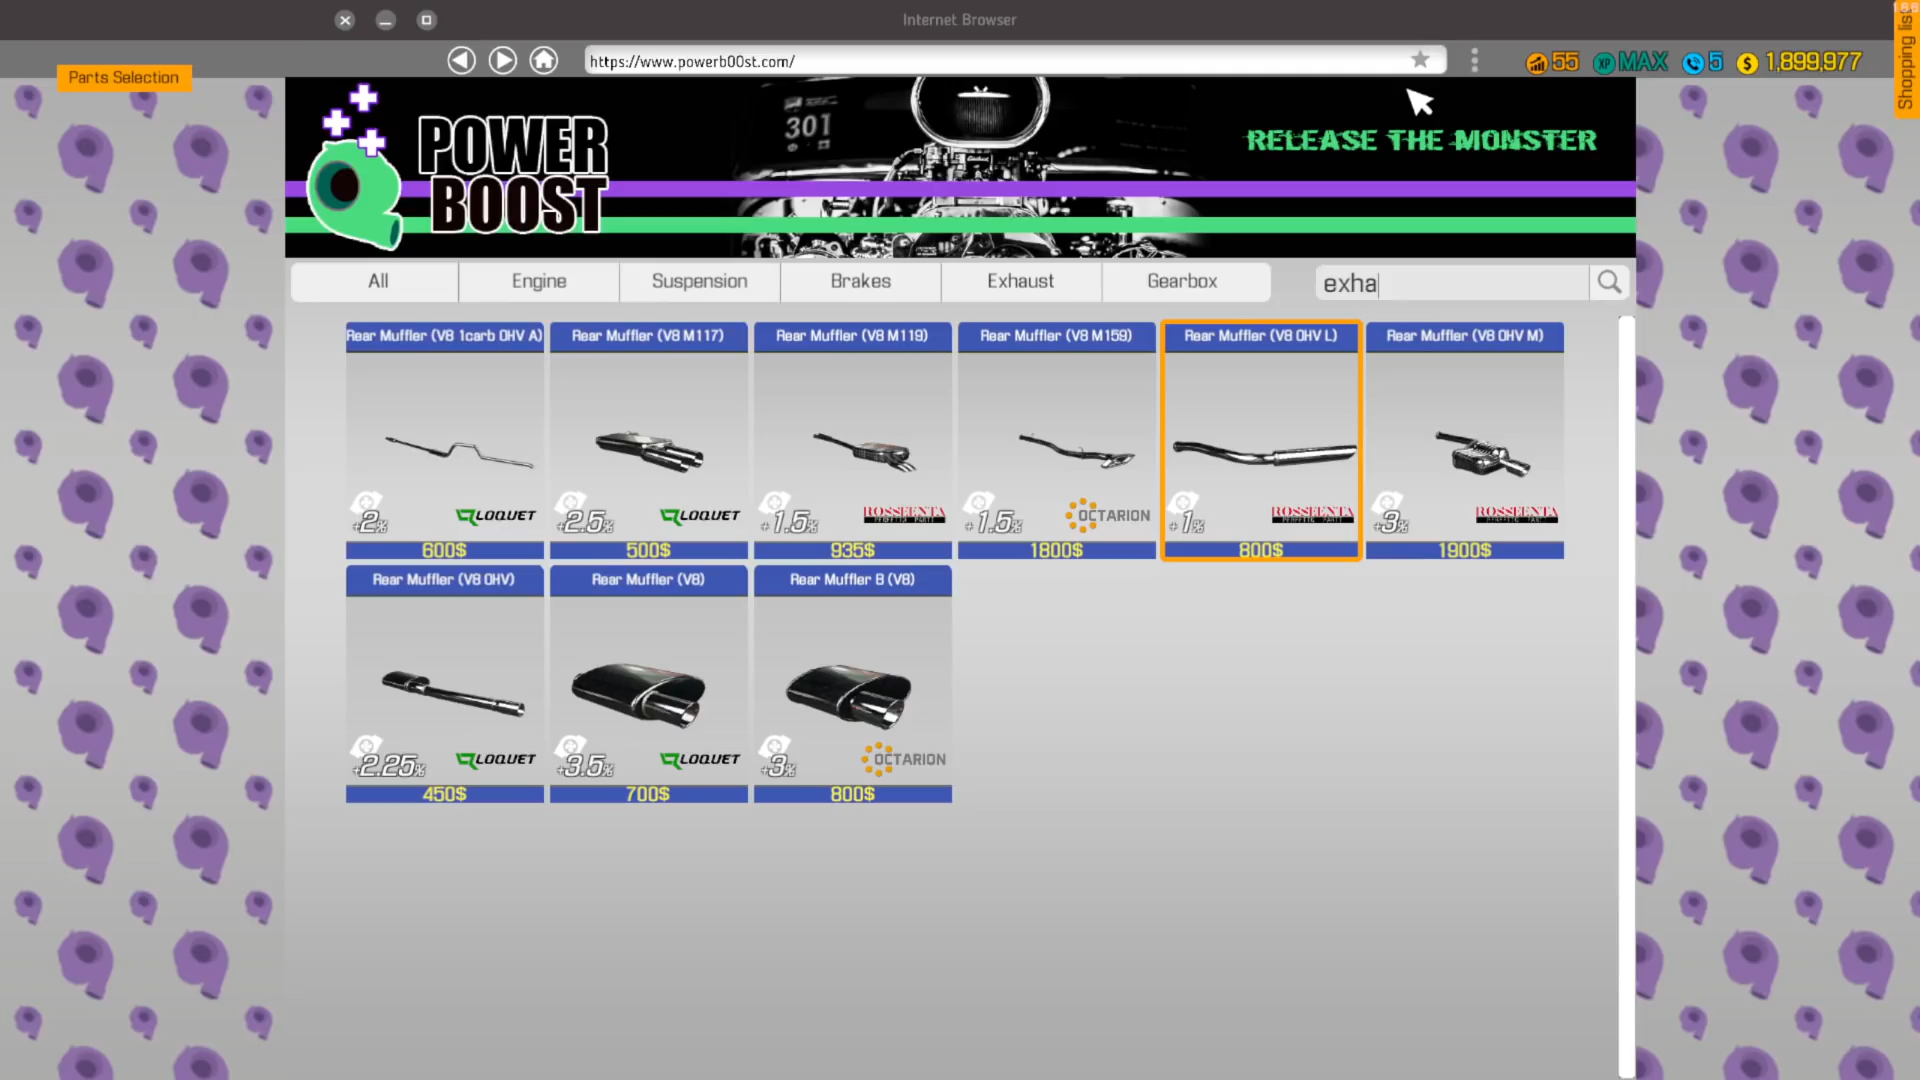 Internet Browser
https://www.powerb00st.com/
55
XP MAX
5
$ 1,899,977
Shopping list
Parts Selection
301
POWER
BOOST
RELEASE THE MONSTER
All
Engine
Suspension
Brakes
Exhaust
Gearbox
exha
Rear Muffler (V8 1carb OHV A)
Rear Muffler (V8 M117)
Rear Muffler (V8 M119)
Rear Muffler (V8 M159)
Rear Muffler (V8 OHV L)
Rear Muffler (V8 OHV M)
+2%
LOQUET
+2.5%
LOQUET
+1.5%
+1.5%
OCTARION
+1%
+3%
600$
500$
935$
1800$
800$
1900$
Rear Muffler (V8 OHV)
Rear Muffler (V8)
Rear Muffler B (V8)
+2.25%
LOQUET
+3.5%
LOQUET
+3%
OCTARION
450$
700$
800$